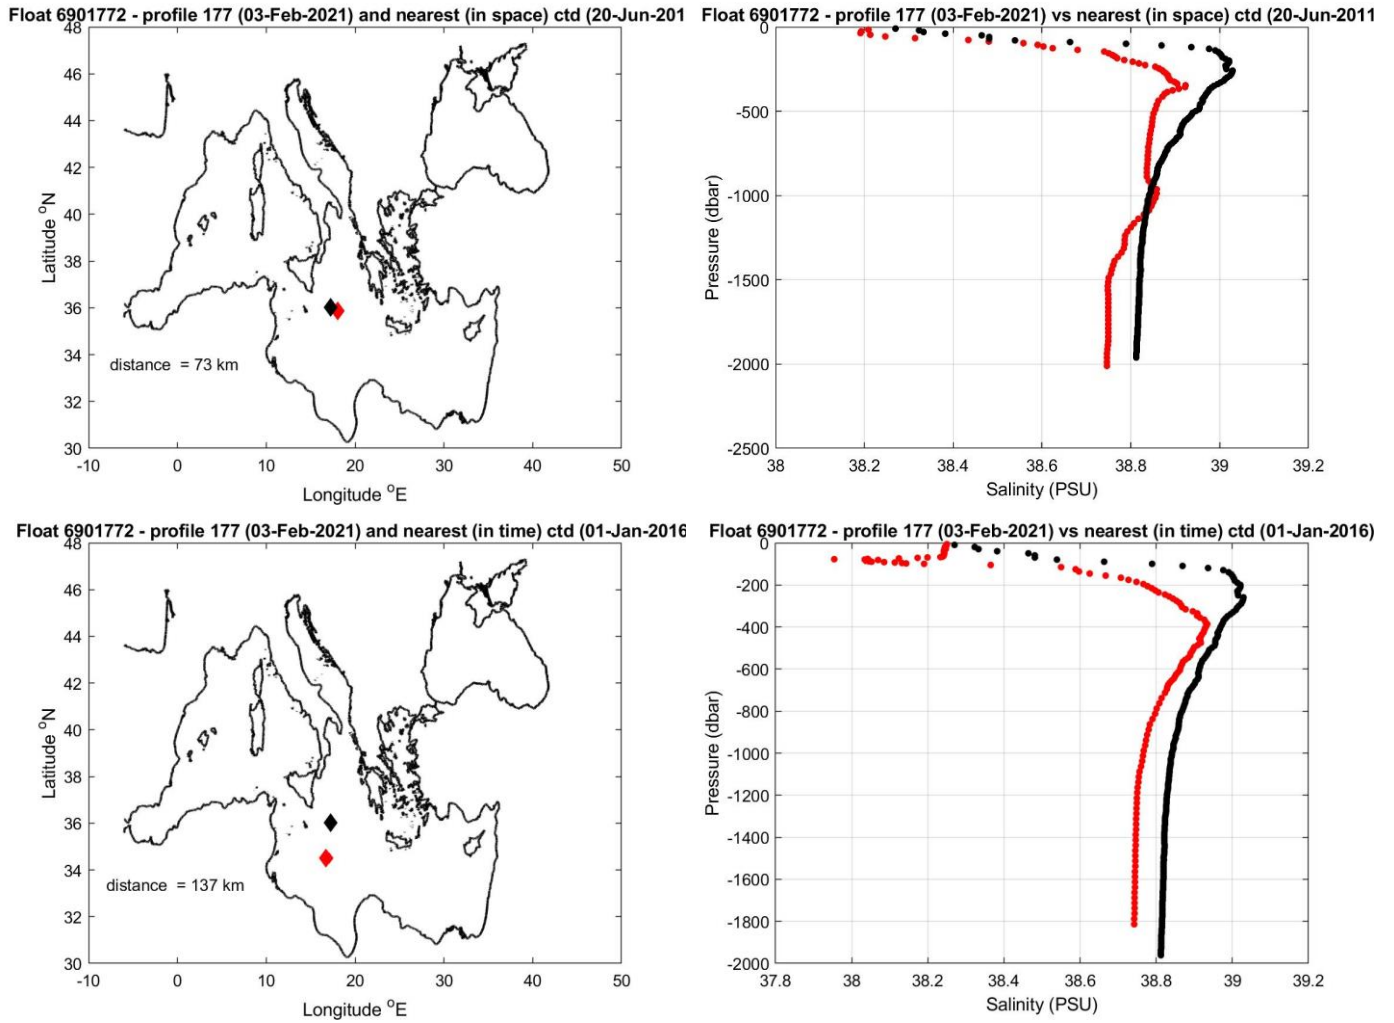 Float 6901772 - profile 177 (03-Feb-2021) and nearest (in space) ctd (20-Jun-201
48
46
44
42
40
38
36
34
32
30
Latitude °N
distance = 73 km
-10 0 10 20 30 40 50
Longitude °E
Float 6901772 - profile 177 (03-Feb-2021) vs nearest (in space) ctd (20-Jun-2011
0
-500
-1000
-1500
-2000
-2500
Pressure (dbar)
38 38.2 38.4 38.6 38.8 39 39.2
Salinity (PSU)
Float 6901772 - profile 177 (03-Feb-2021) and nearest (in time) ctd (01-Jan-2016
48
46
44
42
40
38
36
34
32
30
Latitude °N
distance = 137 km
-10 0 10 20 30 40 50
Longitude °E
Float 6901772 - profile 177 (03-Feb-2021) vs nearest (in time) ctd (01-Jan-2016)
0
-200
-400
-600
-800
-1000
-1200
-1400
-1600
-1800
-2000
Pressure (dbar)
37.8 38 38.2 38.4 38.6 38.8 39 39.2
Salinity (PSU)